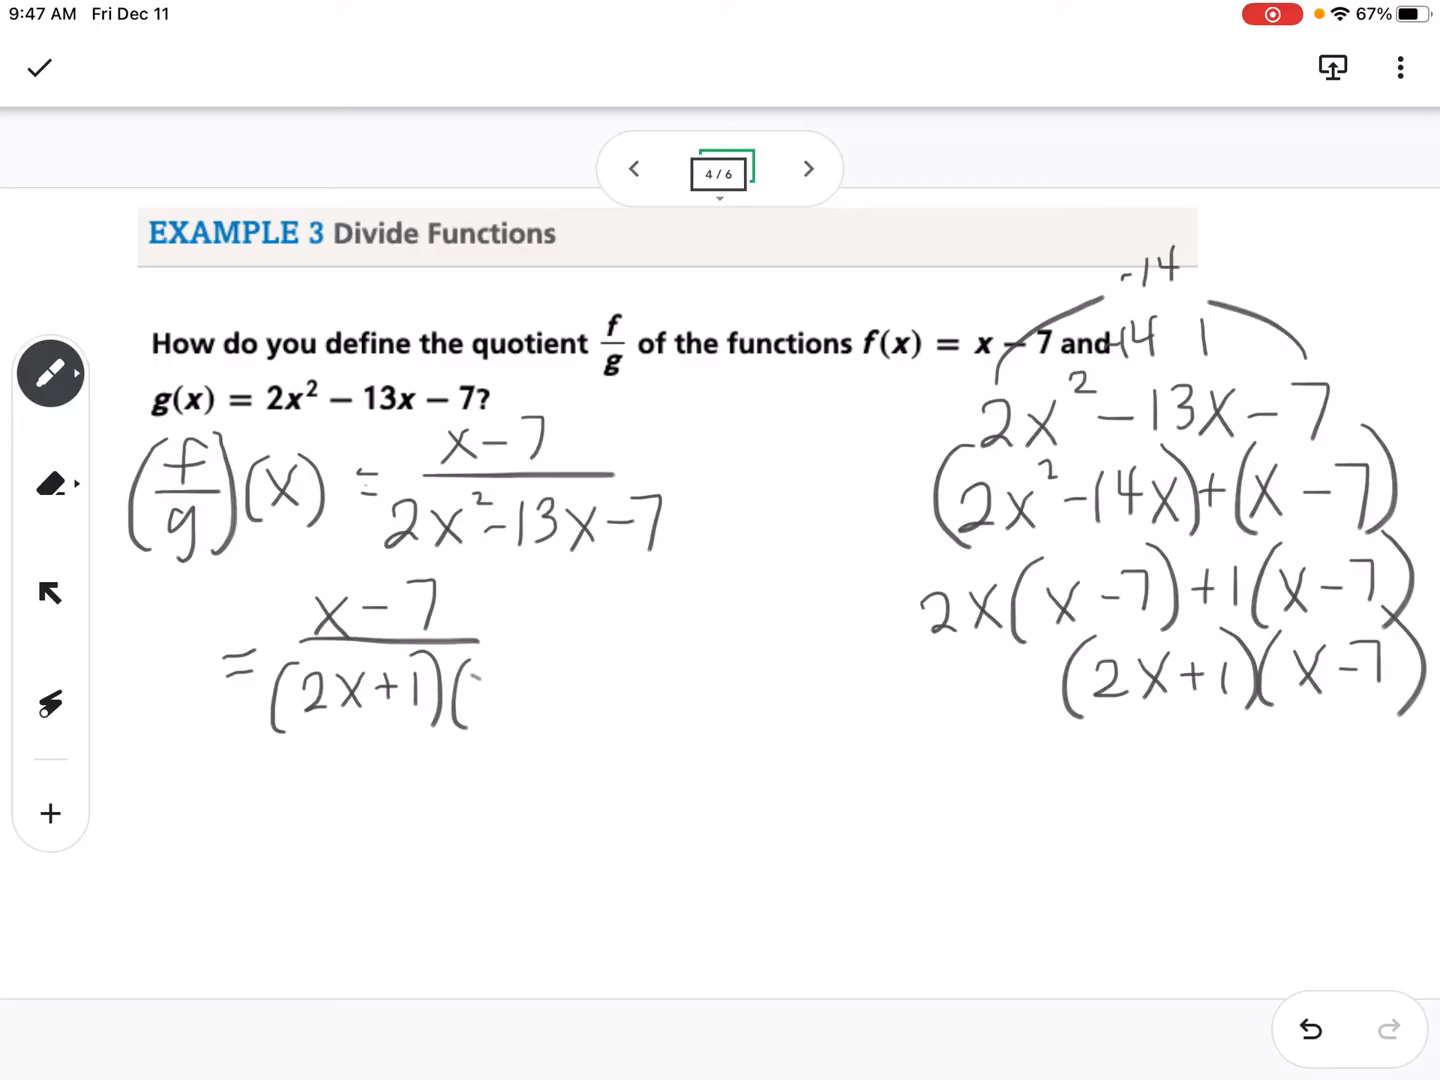 9:47 AM Fri Dec 11
67%
4 / 6
EXAMPLE 3 Divide Functions
How do you define the quotient f/g of the functions f(x) = x − 7 and
g(x) = 2x² − 13x − 7?
(f/g)(x) = x − 7 / 2x² − 13x − 7
= x − 7 / (2x + 1)(
-14
-14 1
2x² − 13x − 7
(2x² − 14x) + (x − 7)
2x(x − 7) + 1(x − 7)
(2x + 1)(x − 7)